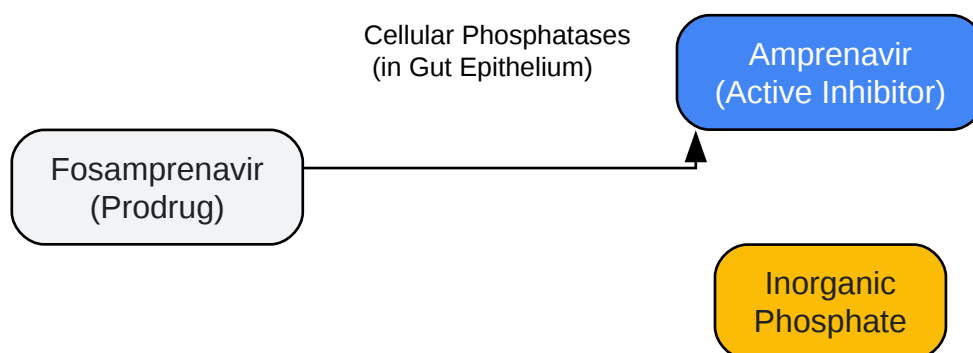 Cellular Phosphatases
(in Gut Epithelium)
Amprenavir
(Active Inhibitor)
Fosamprenavir
(Prodrug)
Inorganic
Phosphate